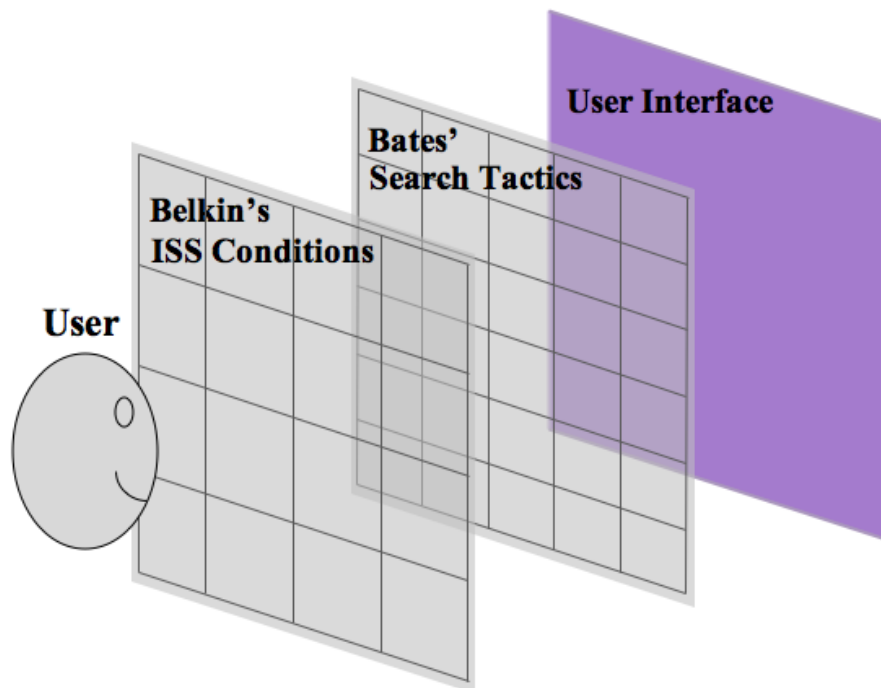 User Interface
Bates’
Search Tactics
Belkin’s
ISS Conditions
User